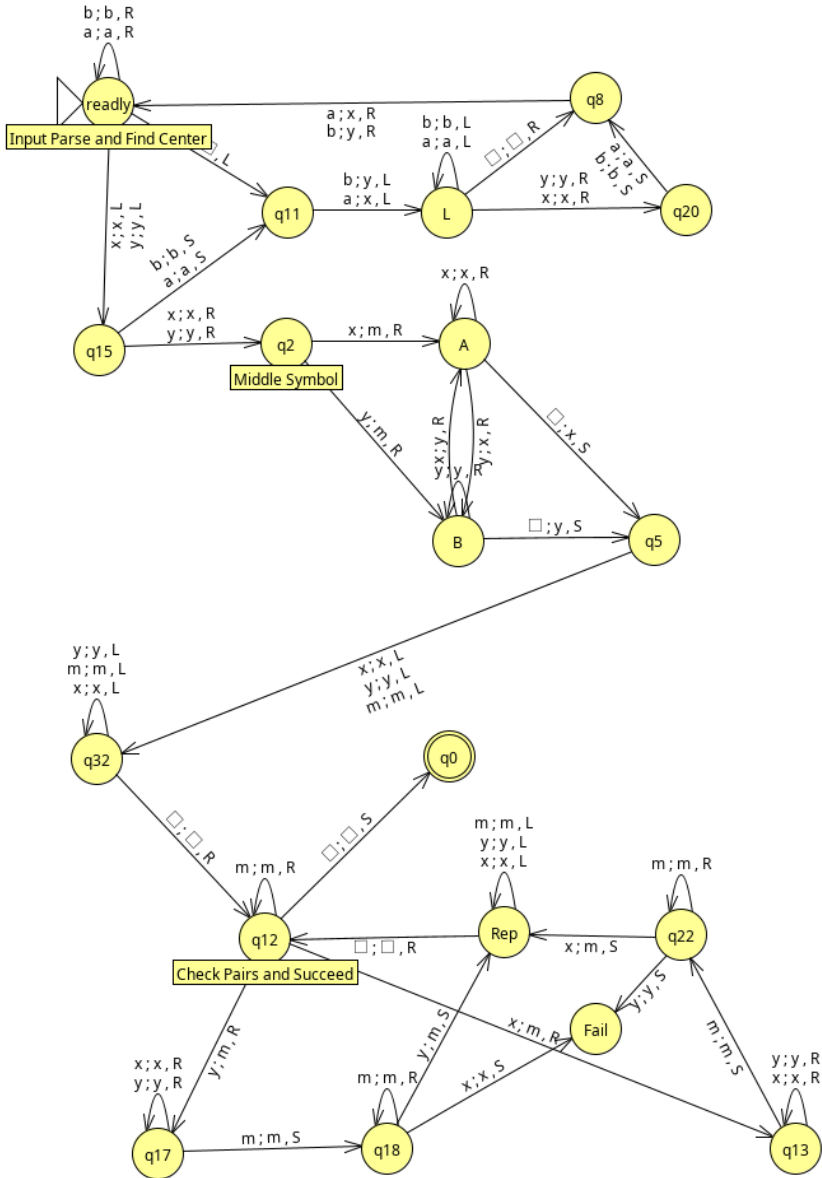 b ; b , R
a ; a , R
readly
Input Parse and Find Center
□ , L
a ; x , R
b ; y , R
q8
b ; b , L
a ; a , L
□ ; □ , R
a ; a , S
b ; b , S
x ; x , L
y ; y , L
q11
b ; y , L
a ; x , L
L
y ; y , R
x ; x , R
q20
b ; b , S
a ; a , S
x ; x , R
q15
x ; x , R
y ; y , R
q2
Middle Symbol
x ; m , R
A
y ; m , R
x ; y , R
y ; x , R
y ; y , R
□ ; x , S
B
□ ; y , S
q5
y ; y , L
m ; m , L
x ; x , L
x ; x , L
y ; y , L
m ; m , L
q32
q0
□ ; □ , R
□ ; □ , S
m ; m , R
q12
Check Pairs and Succeed
□ ; □ , R
m ; m , L
y ; y , L
x ; x , L
Rep
x ; m , S
m ; m , R
q22
y ; y , S
Fail
y ; m , R
x ; m , R
y ; m , S
x ; x , S
m ; m , S
x ; x , R
y ; y , R
q17
m ; m , S
m ; m , R
q18
y ; y , R
x ; x , R
q13